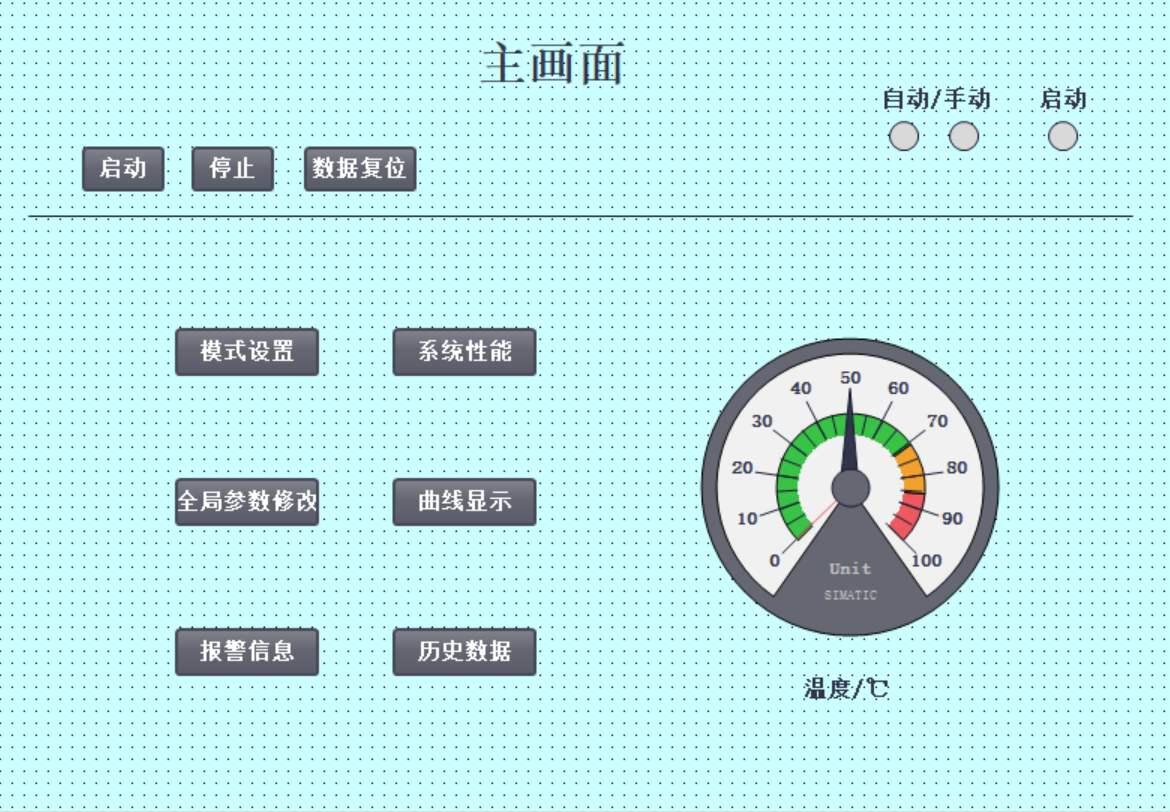 主画面
自动/手动 启动
启动 停止 数据复位
模式设置 系统性能
全局参数修改 曲线显示
报警信息 历史数据
50
40 60
30 70
20 80
10 90
0 100
Unit
SIMATIC
温度/℃